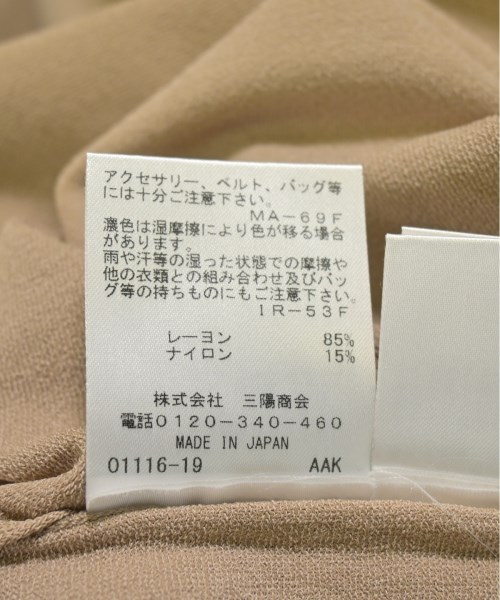 アクセサリー、ベルト、バッグ等
には十分ご注意下さい。
MA-69F
濃色は湿摩擦により色が移る場合
があります。
雨や汗等の湿った状態での摩擦や
他の衣類との組み合わせ及びバッ
グ等の持ちものにもご注意下さい。
IR-53F
レーヨン 85%
ナイロン 15%
株式会社 三陽商会
電話0120-340-460
MADE IN JAPAN
01116-19 AAK